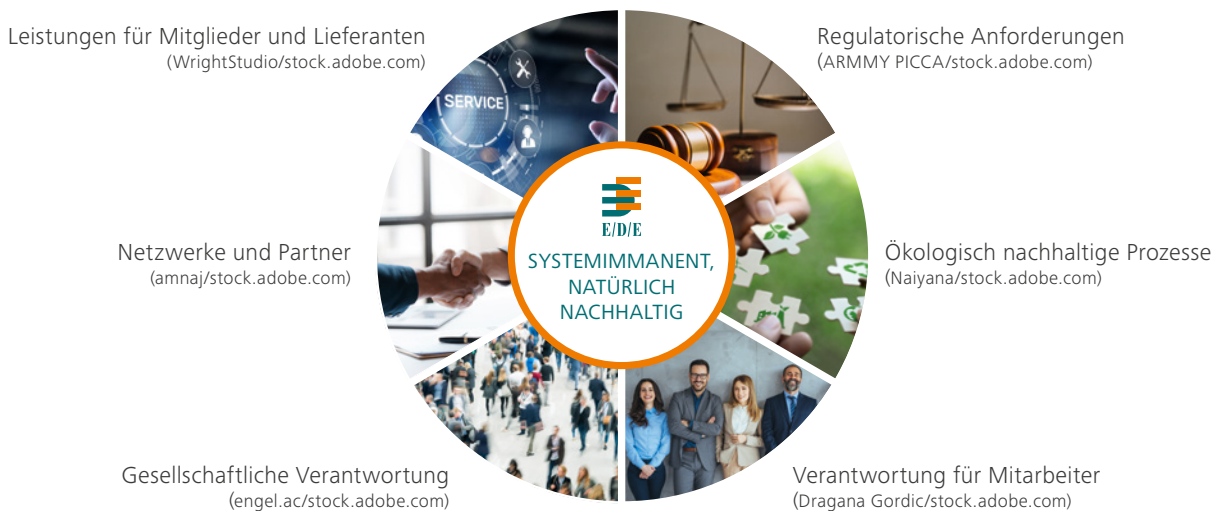 Leistungen für Mitglieder und Lieferanten
(WrightStudio/stock.adobe.com)
SERVICE
Regulatorische Anforderungen
(ARMMY PICCA/stock.adobe.com)
Netzwerke und Partner
(amnaj/stock.adobe.com)
E/D/E
SYSTEMIMMANENT,
NATÜRLICH
NACHHALTIG
Ökologisch nachhaltige Prozesse
(Naiyana/stock.adobe.com)
Gesellschaftliche Verantwortung
(engel.ac/stock.adobe.com)
Verantwortung für Mitarbeiter
(Dragana Gordic/stock.adobe.com)